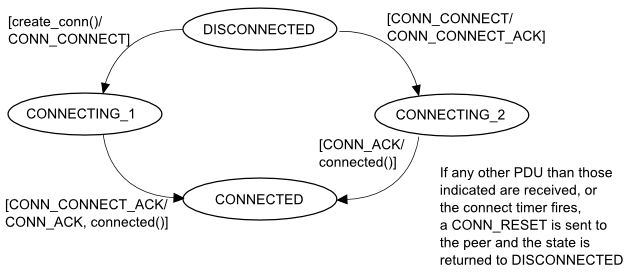 [create_conn()/
CONN_CONNECT]
DISCONNECTED
[CONN_CONNECT/
CONN_CONNECT_ACK]
CONNECTING_1
CONNECTING_2
[CONN_ACK/
connected()]
[CONN_CONNECT_ACK/
CONN_ACK, connected()]
CONNECTED
If any other PDU than those
indicated are received, or
the connect timer fires,
a CONN_RESET is sent to
the peer and the state is
returned to DISCONNECTED